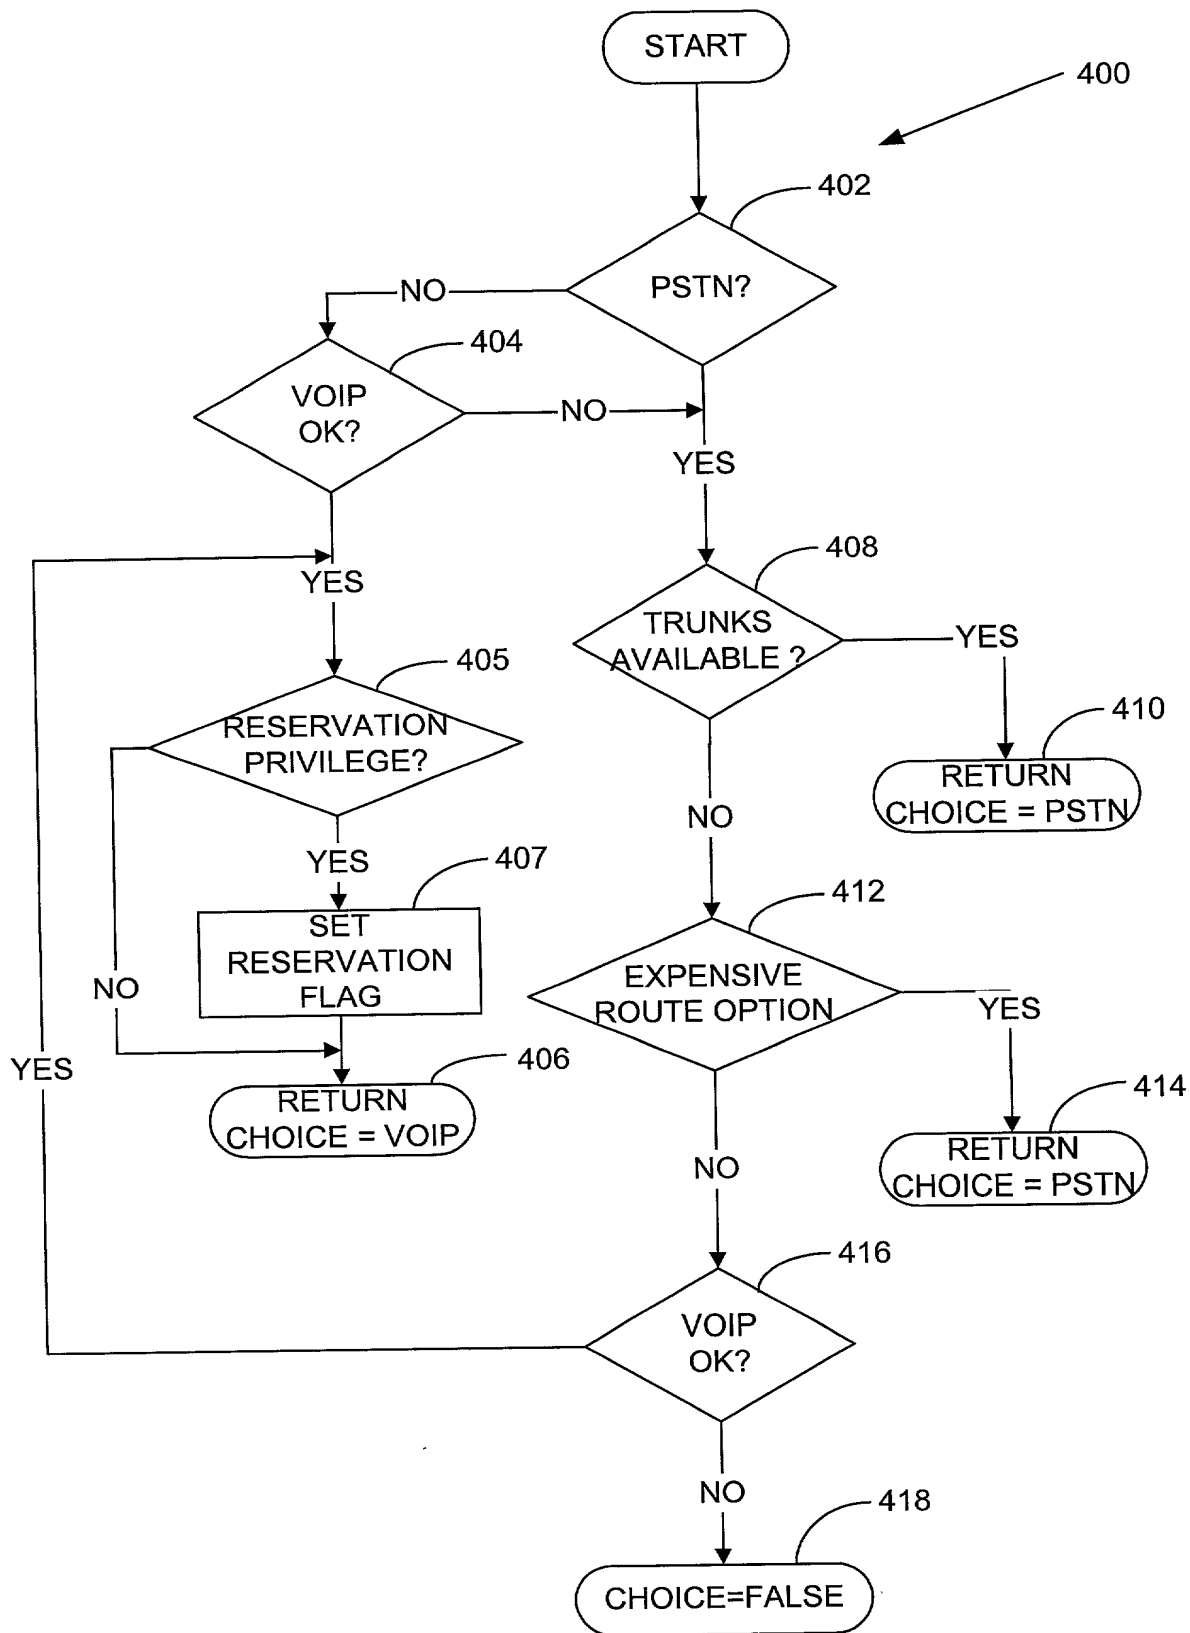 START
400
402
PSTN?
NO
404
VOIP
OK?
NO
YES
408
YES
TRUNKS
AVAILABLE ?
YES
405
RESERVATION
PRIVILEGE?
410
RETURN
CHOICE = PSTN
NO
YES
407
412
SET
RESERVATION
FLAG
EXPENSIVE
ROUTE OPTION
NO
YES
YES
406
RETURN
CHOICE = VOIP
414
RETURN
CHOICE = PSTN
NO
416
VOIP
OK?
NO
418
CHOICE=FALSE